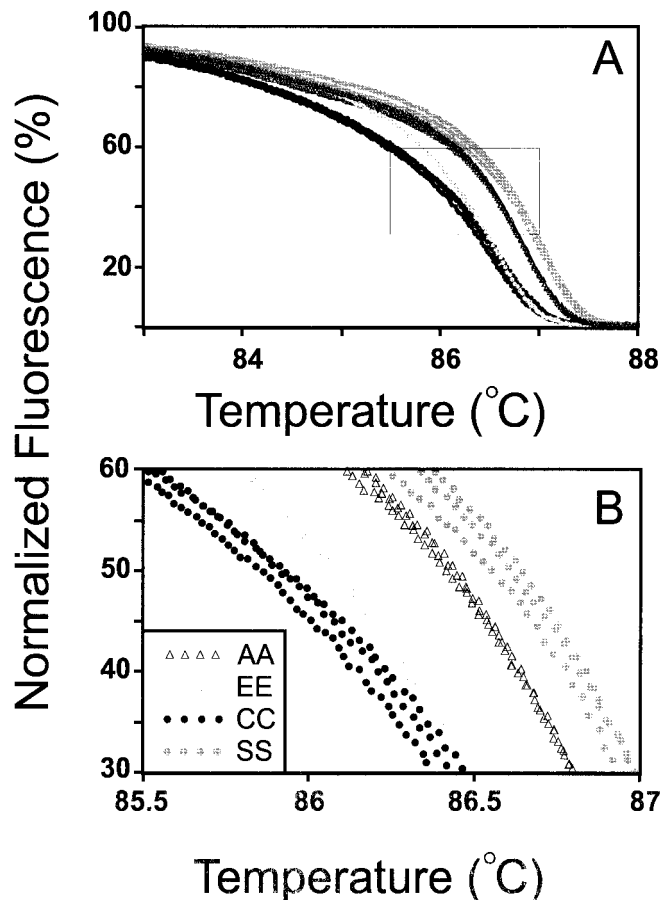 Normalized Fluorescence (%)
100
60
20
A
84
86
88
Temperature (°C)
60
50
40
30
B
AA
EE
CC
SS
85.5
86
86.5
87
Temperature (°C)